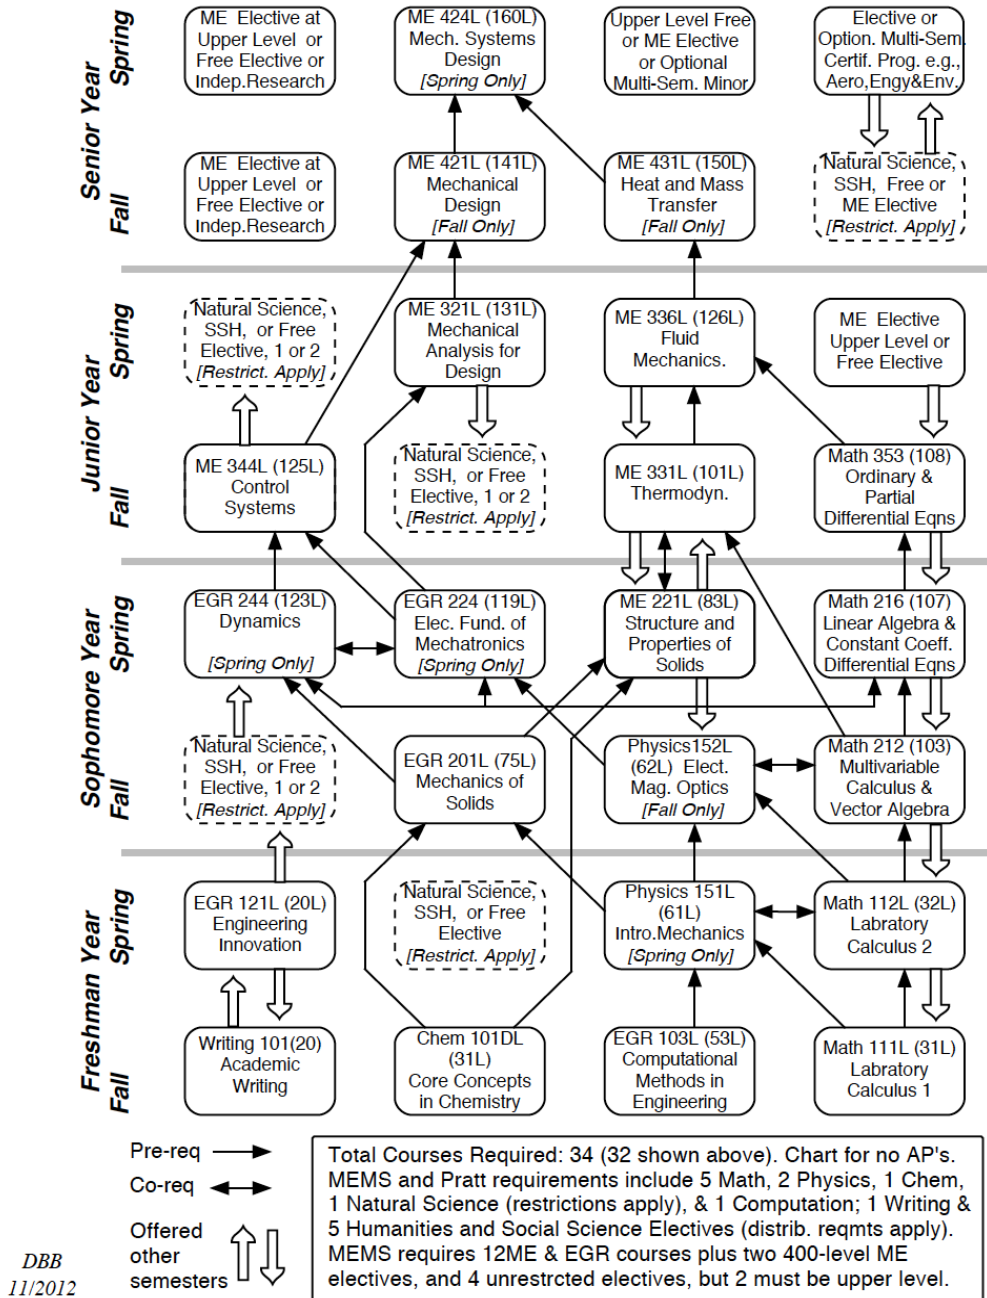 Senior Year
Spring
Fall
ME Elective at
Upper Level or
Free Elective or
Indep.Research
ME 424L (160L)
Mech. Systems
Design
[Spring Only]
Upper Level Free
or ME Elective
or Optional
Multi-Sem. Minor
Elective or
Option. Multi-Sem.
Certif. Prog. e.g.,
Aero,Engy&Env.
ME Elective at
Upper Level or
Free Elective or
Indep.Research
ME 421L (141L)
Mechanical
Design
[Fall Only]
ME 431L (150L)
Heat and Mass
Transfer
[Fall Only]
Natural Science,
SSH, Free or
ME Elective
[Restrict. Apply]
Junior Year
Spring
Fall
Natural Science,
SSH, or Free
Elective, 1 or 2
[Restrict. Apply]
ME 321L (131L)
Mechanical
Analysis for
Design
ME 336L (126L)
Fluid
Mechanics.
ME Elective
Upper Level or
Free Elective
ME 344L (125L)
Control
Systems
Natural Science,
SSH, or Free
Elective, 1 or 2
[Restrict. Apply]
ME 331L (101L)
Thermodyn.
Math 353 (108)
Ordinary &
Partial
Differential Eqns
Sophomore Year
Spring
Fall
EGR 244 (123L)
Dynamics
[Spring Only]
EGR 224 (119L)
Elec. Fund. of
Mechatronics
[Spring Only]
ME 221L (83L)
Structure and
Properties of
Solids
Math 216 (107)
Linear Algebra &
Constant Coeff.
Differential Eqns
Natural Science,
SSH, or Free
Elective, 1 or 2
[Restrict. Apply]
EGR 201L (75L)
Mechanics of
Solids
Physics152L
(62L) Elect.
Mag. Optics
[Fall Only]
Math 212 (103)
Multivariable
Calculus &
Vector Algebra
Freshman Year
Spring
Fall
EGR 121L (20L)
Engineering
Innovation
Natural Science,
SSH, or Free
Elective
[Restrict. Apply]
Physics 151L
(61L)
Intro.Mechanics
[Spring Only]
Math 112L (32L)
Labratory
Calculus 2
Writing 101(20)
Academic
Writing
Chem 101DL
(31L)
Core Concepts
in Chemistry
EGR 103L (53L)
Computational
Methods in
Engineering
Math 111L (31L)
Labratory
Calculus 1
Pre-req
Co-req
Offered
other
semesters
Total Courses Required: 34 (32 shown above). Chart for no AP's.
MEMS and Pratt requirements include 5 Math, 2 Physics, 1 Chem,
1 Natural Science (restrictions apply), & 1 Computation; 1 Writing &
5 Humanities and Social Science Electives (distrib. reqmts apply).
MEMS requires 12ME & EGR courses plus two 400-level ME
electives, and 4 unrestrcted electives, but 2 must be upper level.
DBB
11/2012